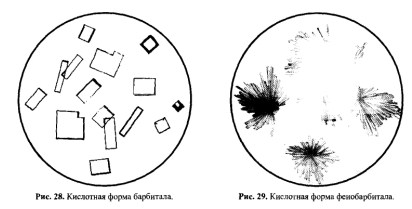 Рис. 28. Кислотная форма барбитала.
Рис. 29. Кислотная форма фенобарбитала.